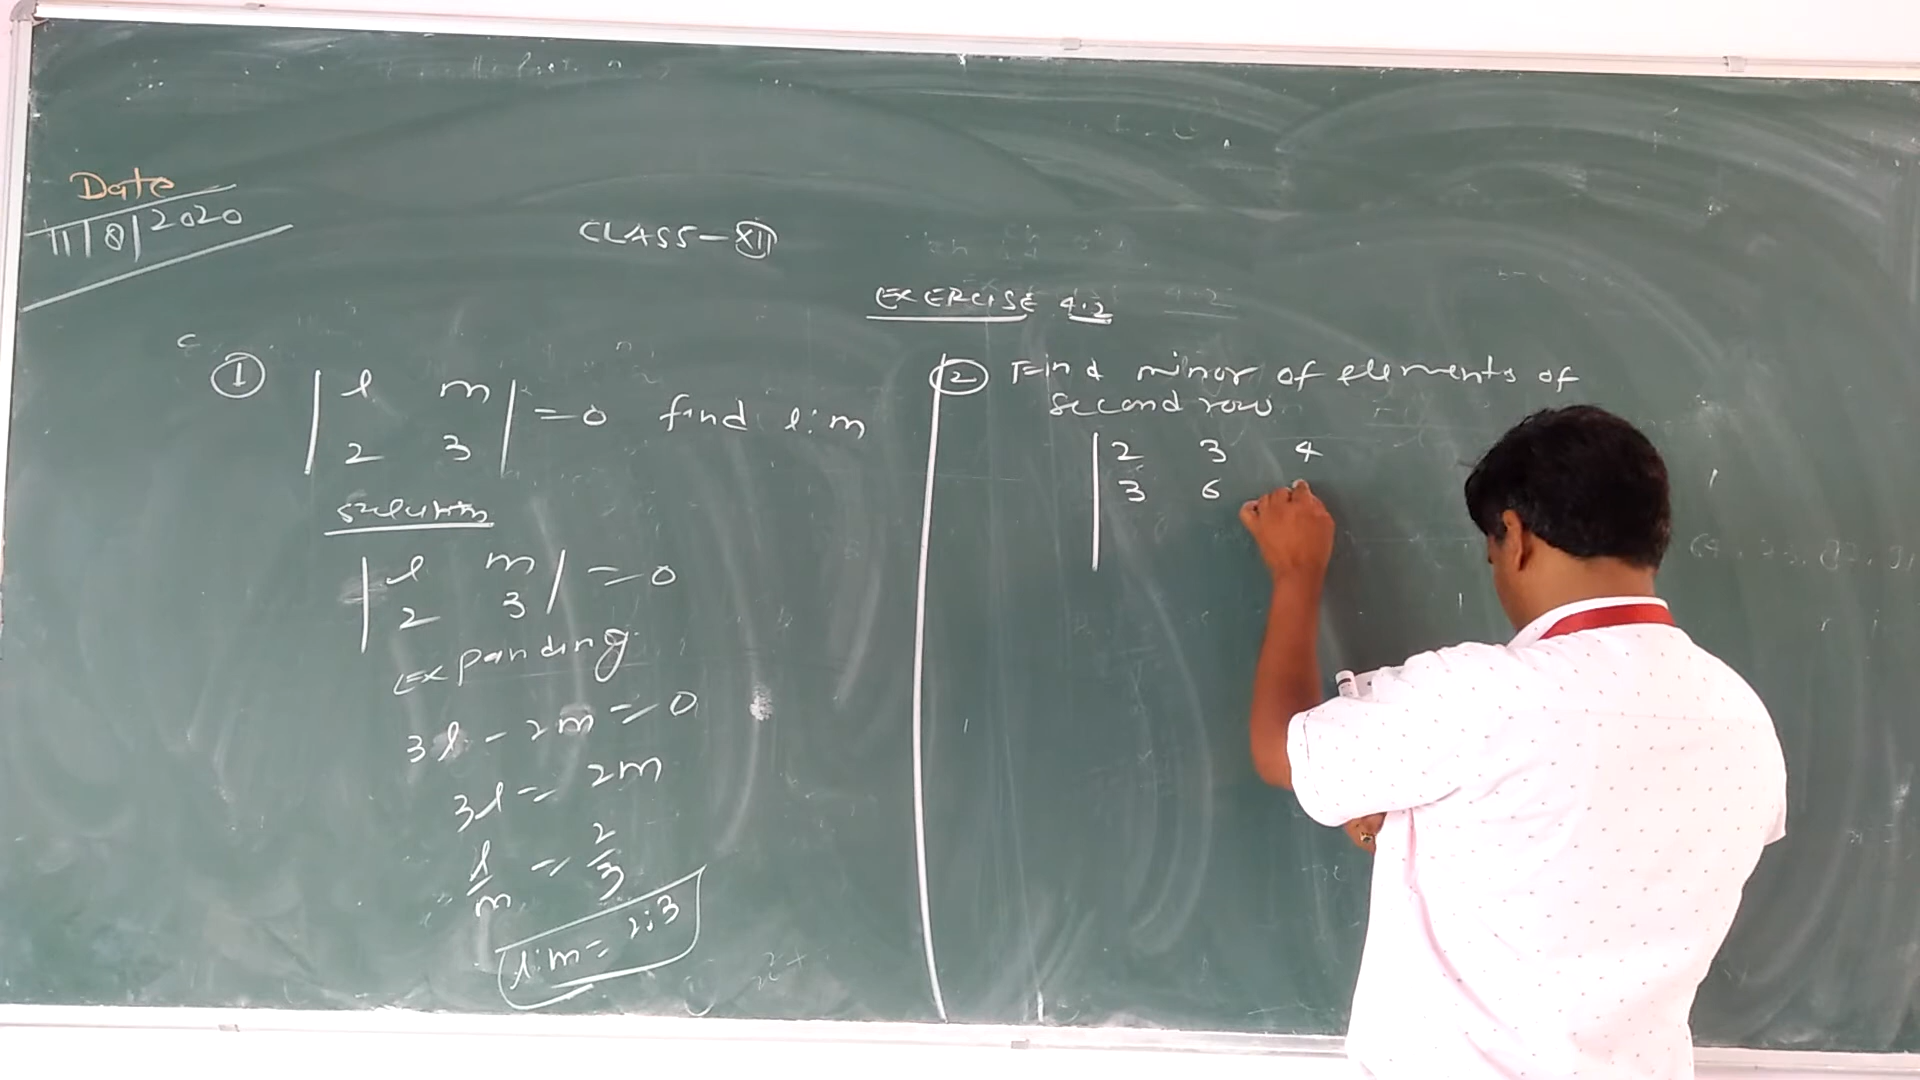 Date
11/8/2020
CLASS-XII
EXERCISE 4.2
① | l m | = 0 find l:m
| 2 3 |
Solution
| l m | = 0
| 2 3 |
Expanding
3l - 2m = 0
3l = 2m
l/m = 2/3
l:m = 2:3
② Find minor of elements of
second row
| 2 3 4
| 3 6